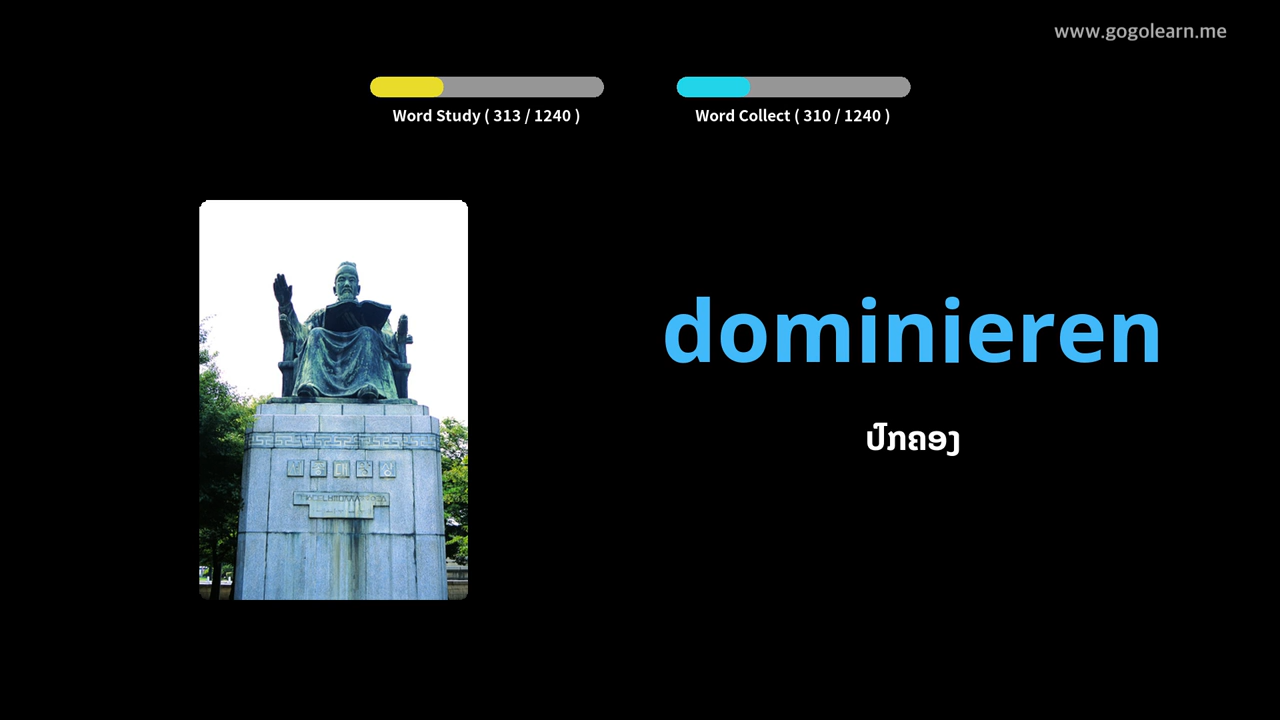 www.gogolearn.me
Word Study ( 313 / 1240 )
Word Collect ( 310 / 1240 )
dominieren
ປົກຄອງ